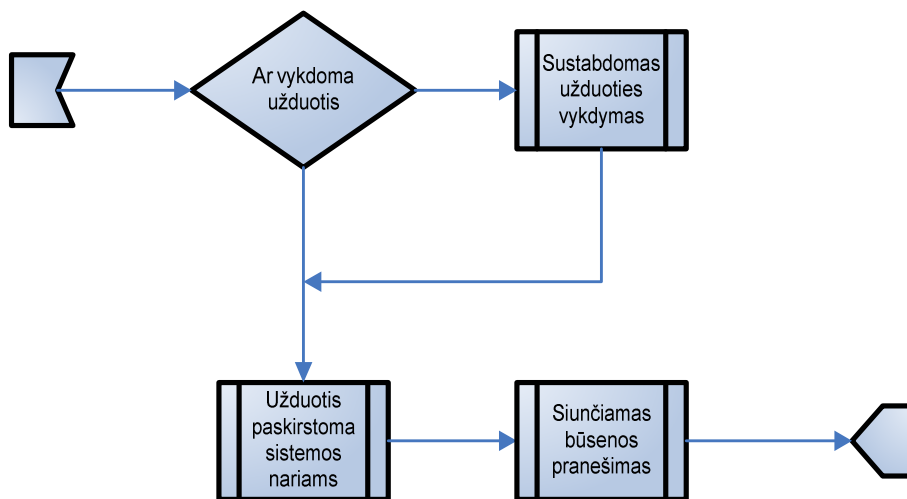 Ar vykdoma
užduotis
Sustabdomas
užduoties
vykdymas
Užduotis
paskirstoma
sistemos
nariams
Siunčiamas
būsenos
pranešimas